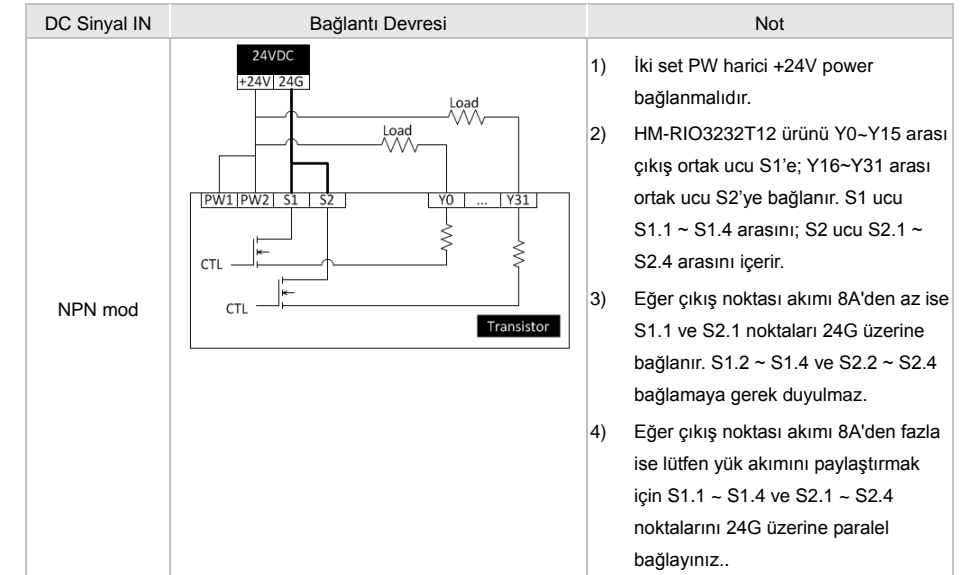 DC Sinyal IN
Bağlantı Devresi
Not
NPN mod
24VDC
+24V 24G
Load
Load
PW1 PW2 S1 S2 Y0 ... Y31
CTL
CTL
Transistor
1) İki set PW harici +24V power
bağlanmalıdır.
2) HM-RIO3232T12 ürünü Y0~Y15 arası
çıkış ortak ucu S1’e; Y16~Y31 arası
ortak ucu S2’ye bağlanır. S1 ucu
S1.1 ~ S1.4 arasını; S2 ucu S2.1 ~
S2.4 arasını içerir.
3) Eğer çıkış noktası akımı 8A'den az ise
S1.1 ve S2.1 noktaları 24G üzerine
bağlanır. S1.2 ~ S1.4 ve S2.2 ~ S2.4
bağlamaya gerek duyulmaz.
4) Eğer çıkış noktası akımı 8A'den fazla
ise lütfen yük akımını paylaştırmak
için S1.1 ~ S1.4 ve S2.1 ~ S2.4
noktalarını 24G üzerine paralel
bağlayınız..